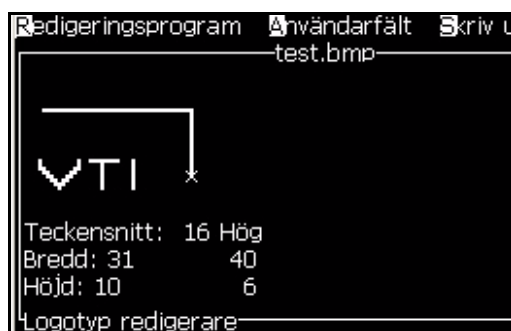 Redigeringsprogram Användarfält Skriv u
test.bmp
VTI
Teckensnitt: 16 Hög
Bredd: 31 40
Höjd: 10 6
Logotyp redigerare